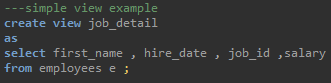 ---simple view example
create view job_detail
as
select first_name , hire_date , job_id ,salary
from employees e ;